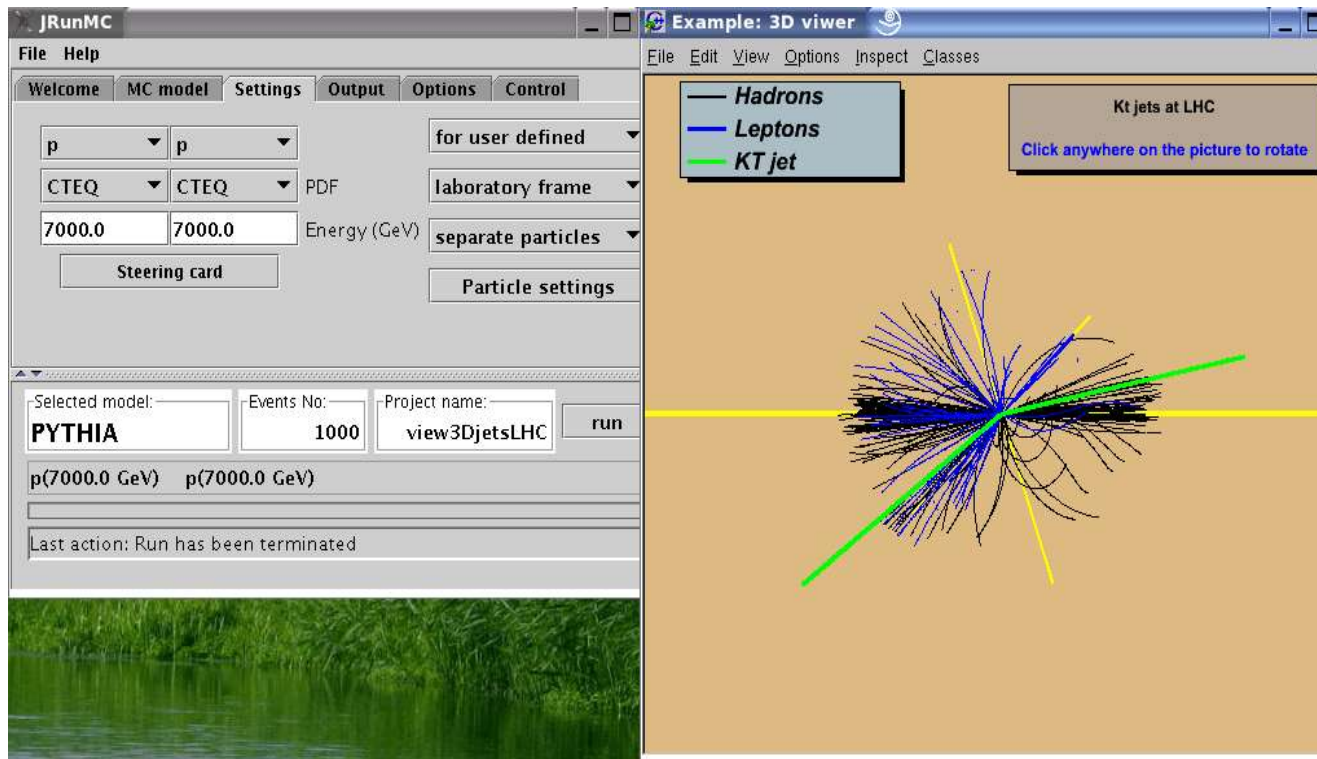 JRunMC
File Help
Welcome MC model Settings Output Options Control
p p for user defined
CTEQ CTEQ PDF laboratory frame
7000.0 7000.0 Energy (GeV) separate particles
Steering card Particle settings
Selected model: Events No: Project name:
PYTHIA 1000 view3DjetsLHC run
p(7000.0 GeV) p(7000.0 GeV)
Last action: Run has been terminated
Example: 3D viwer
File Edit View Options Inspect Classes
Hadrons
Leptons
KT jet
Kt jets at LHC
Click anywhere on the picture to rotate